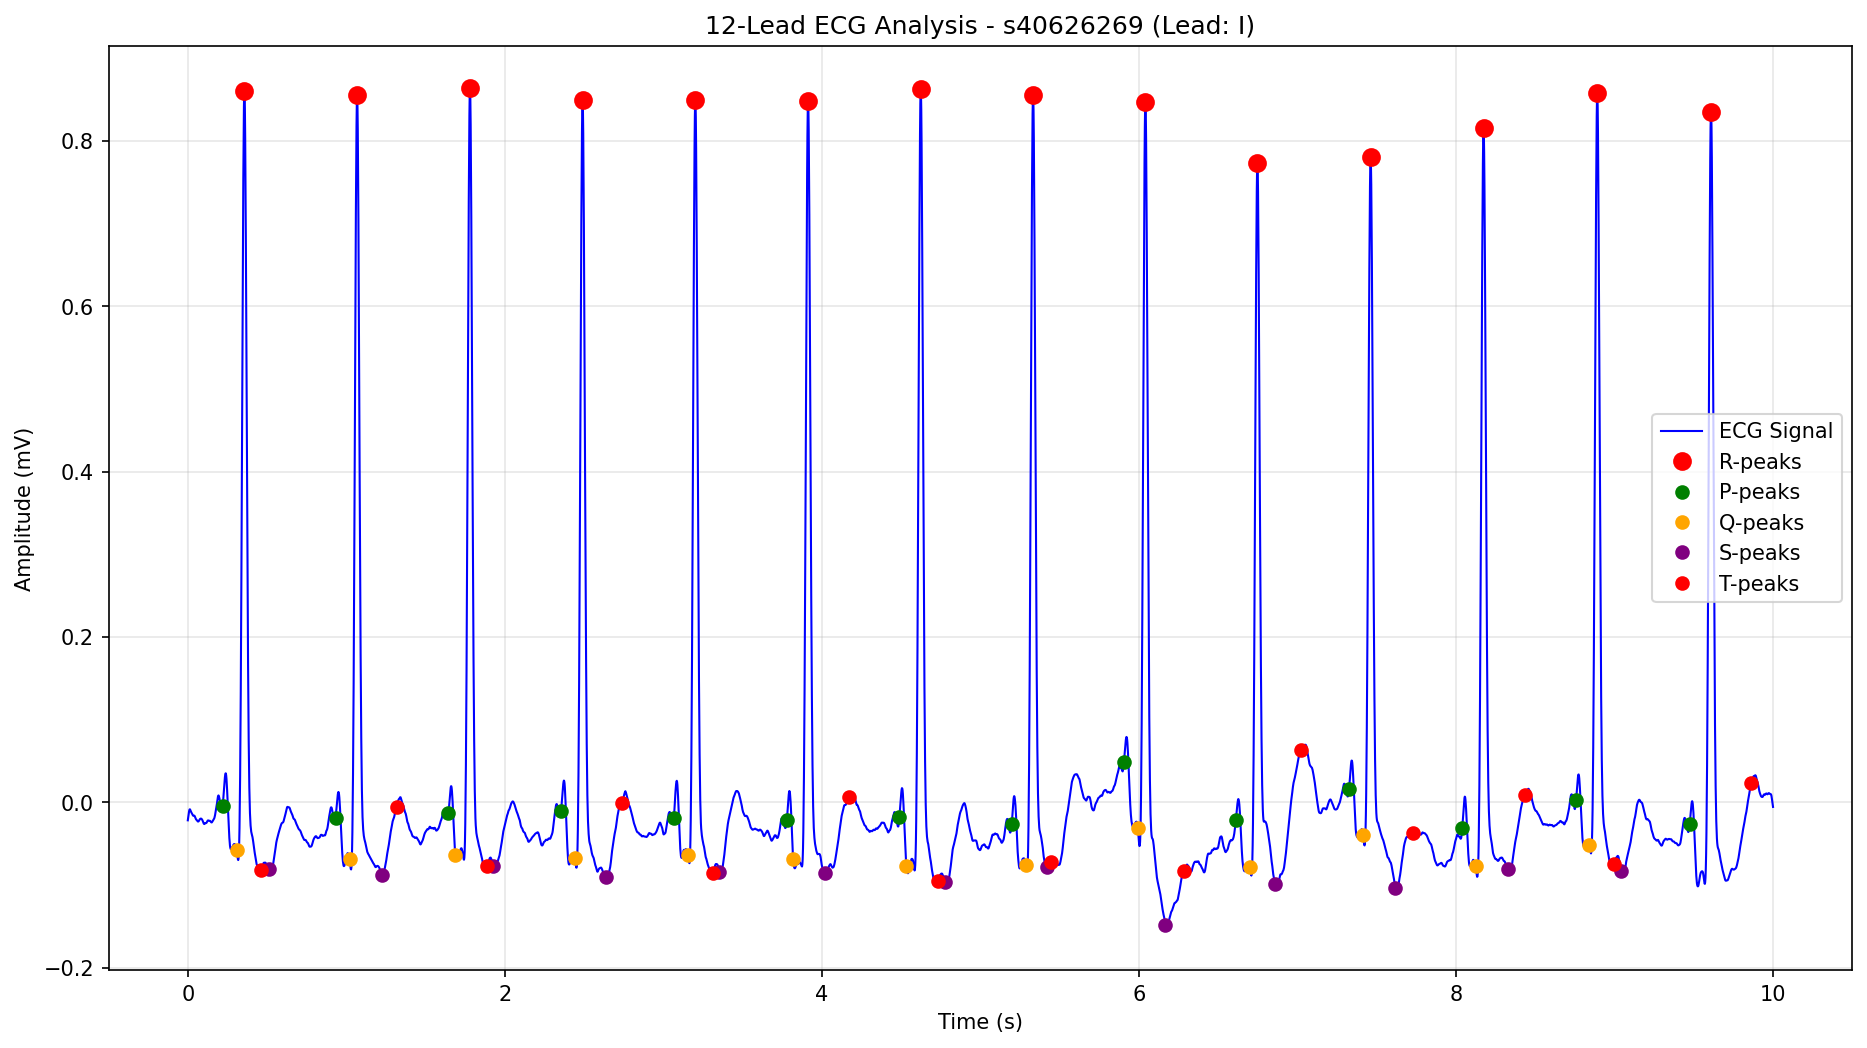 12-Lead ECG Analysis - s40626269 (Lead: I)
Amplitude (mV)
0.8
0.6
0.4
0.2
0.0
−0.2
0
2
4
6
8
10
Time (s)
ECG Signal
R-peaks
P-peaks
Q-peaks
S-peaks
T-peaks